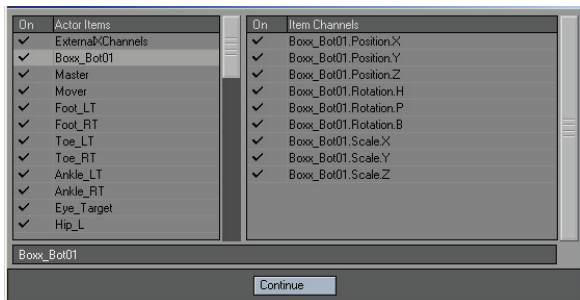 On Actor Items On Item Channels
ExternalXChannels Boxx_Bot01.Position.X
Boxx_Bot01 Boxx_Bot01.Position.Y
Master Boxx_Bot01.Position.Z
Mover Boxx_Bot01.Rotation.H
Foot_LT Boxx_Bot01.Rotation.P
Foot_RT Boxx_Bot01.Rotation.B
Toe_LT Boxx_Bot01.Scale.X
Toe_RT Boxx_Bot01.Scale.Y
Ankle_LT Boxx_Bot01.Scale.Z
Ankle_RT
Eye_Target
Hip_L
Boxx_Bot01
Continue